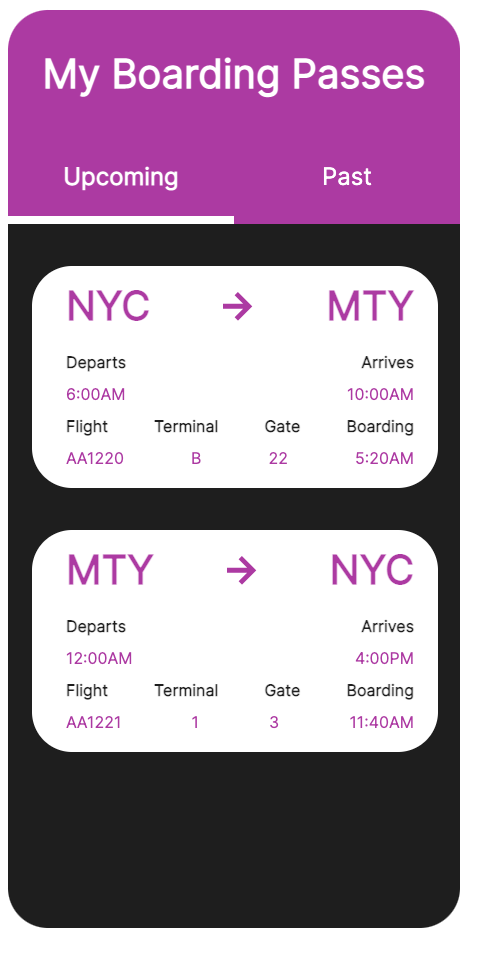 My Boarding Passes
Upcoming Past
NYC → MTY
Departs Arrives
6:00AM 10:00AM
Flight Terminal Gate Boarding
AA1220 B 22 5:20AM
MTY → NYC
Departs Arrives
12:00AM 4:00PM
Flight Terminal Gate Boarding
AA1221 1 3 11:40AM